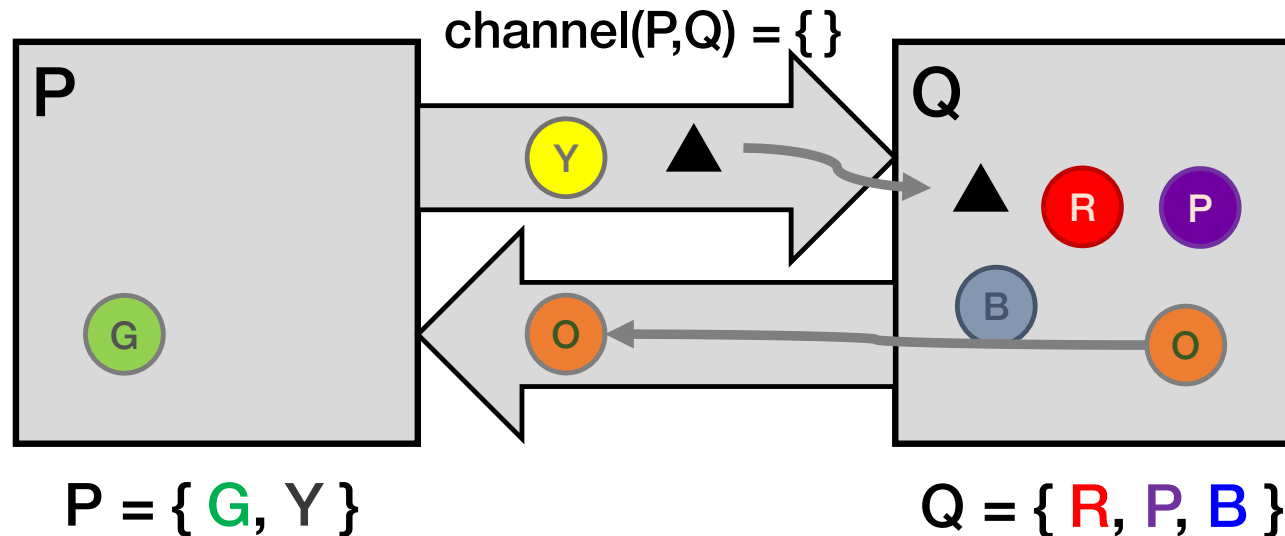 channel(P,Q) = { }
P
Q
Y
R
P
G
O
B
O
P = { G, Y }
Q = { R, P, B }